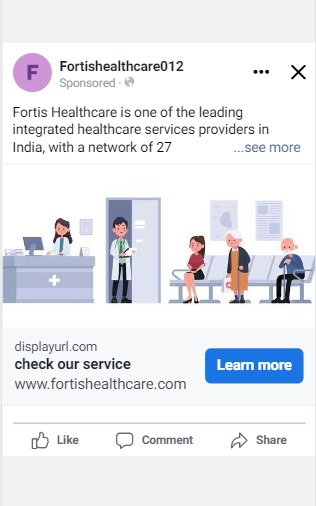 F
Fortishealthcare012
Sponsored ·
Fortis Healthcare is one of the leading
integrated healthcare services providers in
India, with a network of 27 ...see more
displayurl.com
check our service
www.fortishealthcare.com
Learn more
Like
Comment
Share